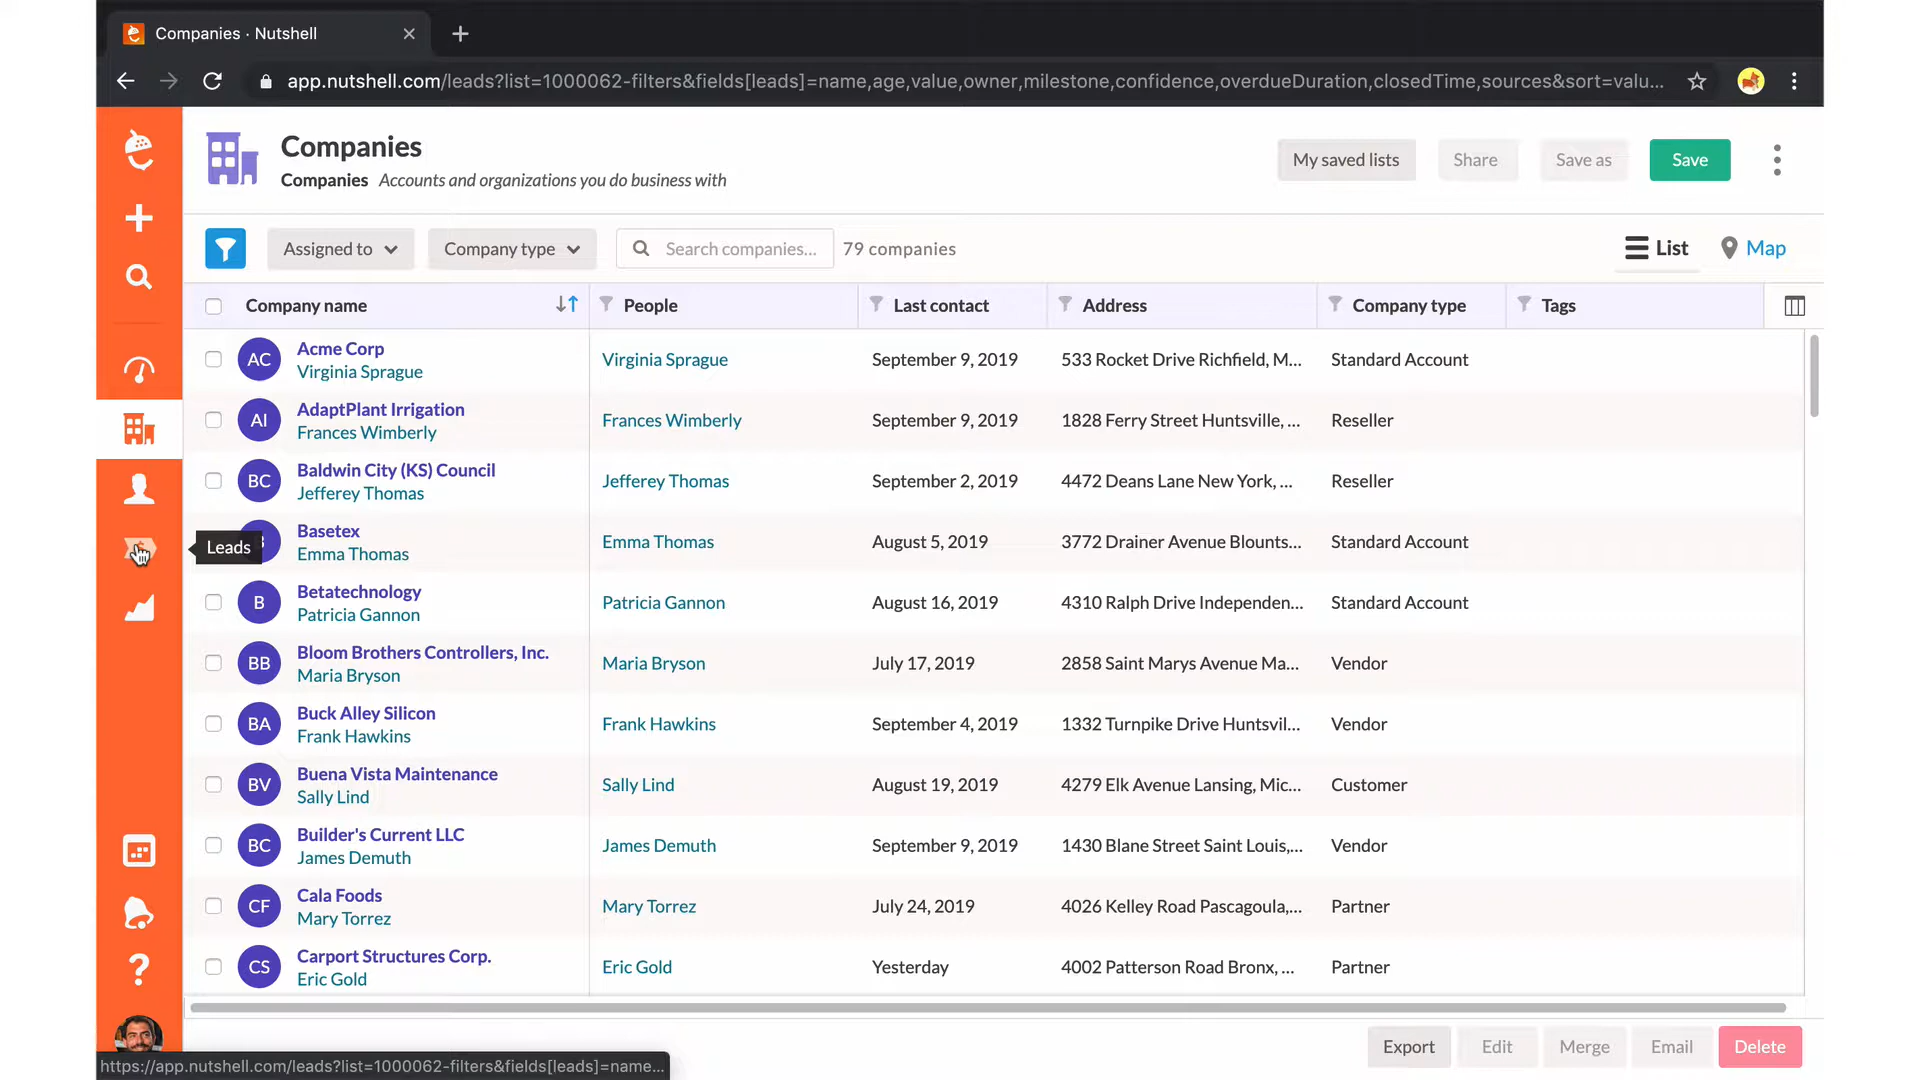 Companies · Nutshell
app.nutshell.com/leads?list=1000062-filters&fields[leads]=name,age,value,owner,milestone,confidence,overdueDuration,closedTime,sources&sort=valu...
Companies
Companies Accounts and organizations you do business with
My saved lists Share Save as Save
Assigned to Company type Search companies... 79 companies List Map
Company name People Last contact Address Company type Tags
AC Acme Corp Virginia Sprague September 9, 2019 533 Rocket Drive Richfield, M... Standard Account
Virginia Sprague
AI AdaptPlant Irrigation Frances Wimberly September 9, 2019 1828 Ferry Street Huntsville, ... Reseller
Frances Wimberly
BC Baldwin City (KS) Council Jefferey Thomas September 2, 2019 4472 Deans Lane New York, ... Reseller
Jefferey Thomas
Leads Basetex Emma Thomas August 5, 2019 3772 Drainer Avenue Blounts... Standard Account
Emma Thomas
B Betatechnology Patricia Gannon August 16, 2019 4310 Ralph Drive Independen... Standard Account
Patricia Gannon
BB Bloom Brothers Controllers, Inc. Maria Bryson July 17, 2019 2858 Saint Marys Avenue Ma... Vendor
Maria Bryson
BA Buck Alley Silicon Frank Hawkins September 4, 2019 1332 Turnpike Drive Huntsvil... Vendor
Frank Hawkins
BV Buena Vista Maintenance Sally Lind August 19, 2019 4279 Elk Avenue Lansing, Mic... Customer
Sally Lind
BC Builder's Current LLC James Demuth September 9, 2019 1430 Blane Street Saint Louis,... Vendor
James Demuth
CF Cala Foods Mary Torrez July 24, 2019 4026 Kelley Road Pascagoula,... Partner
Mary Torrez
CS Carport Structures Corp. Eric Gold Yesterday 4002 Patterson Road Bronx, ... Partner
Eric Gold
Export Edit Merge Email Delete
https://app.nutshell.com/leads?list=1000062-filters&fields[leads]=name...